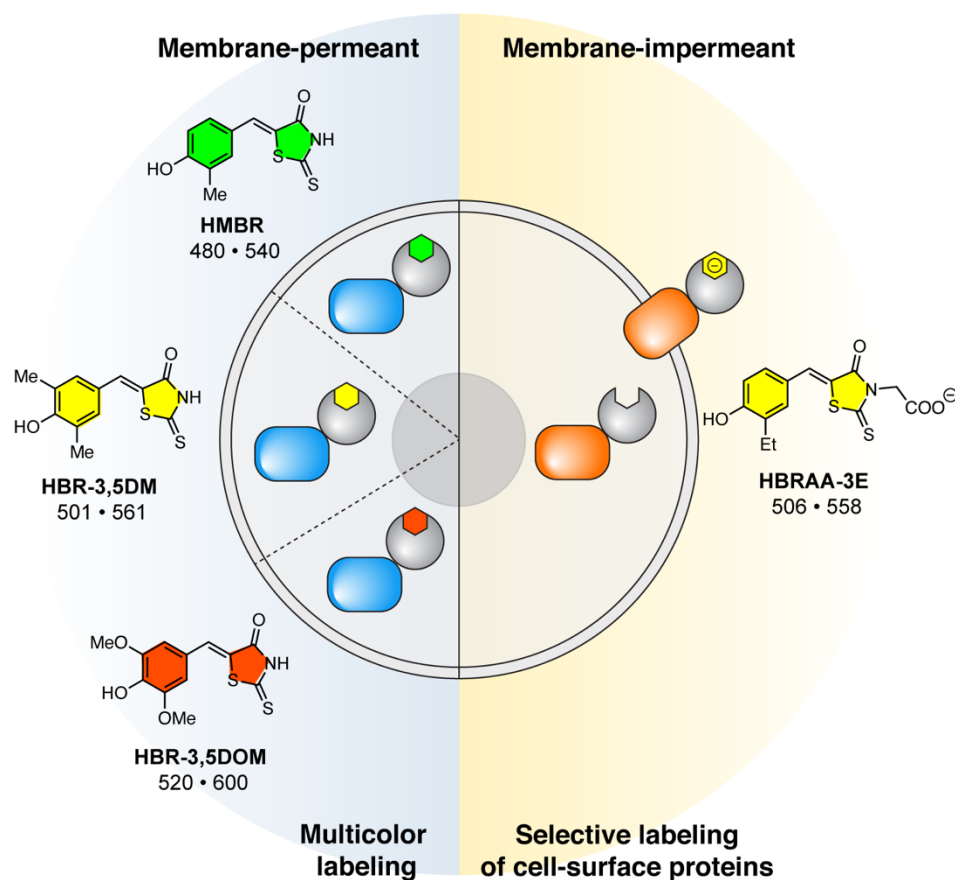 Membrane-permeant
Membrane-impermeant
O
NH
S
S
HO
Me
HMBR
480 • 540
Me
O
NH
S
S
HO
Me
HBR-3,5DM
501 • 561
O
N
S
S
COO⊖
HO
Et
HBRAA-3E
506 • 558
MeO
O
NH
S
S
HO
OMe
HBR-3,5DOM
520 • 600
Multicolor
labeling
Selective labeling
of cell-surface proteins